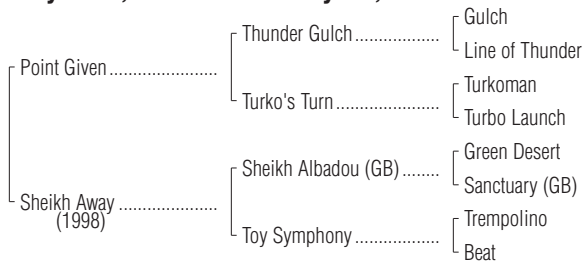 Gulch
Thunder Gulch
Line of Thunder
Point Given
Turkoman
Turko's Turn
Turbo Launch
Green Desert
Sheikh Albadou (GB)
Sanctuary (GB)
Sheikh Away
(1998)
Trempolino
Toy Symphony
Beat